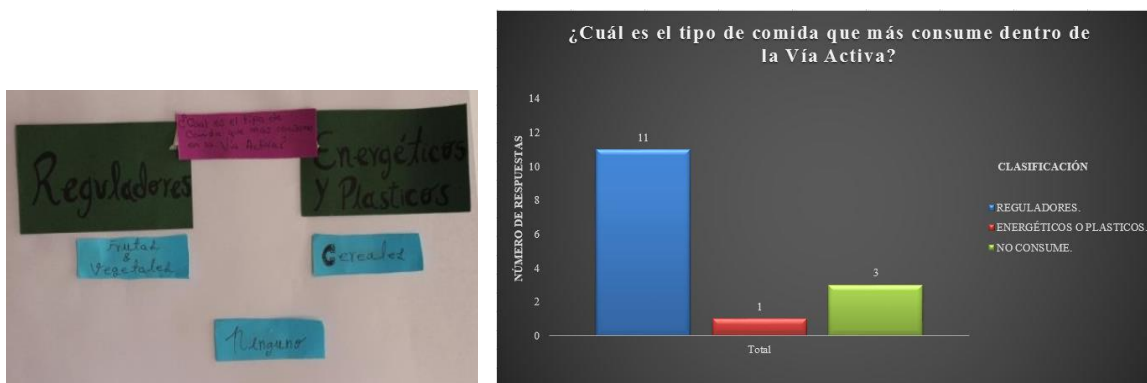 ¿Cuál es el tipo de
Comida que más consume
en la Vía Activa?
Reguladores
Energéticos
y Plasticos
Frutas
&
Vegetales
Cereales
Ninguno
¿Cuál es el tipo de comida que más consume dentro de
la Vía Activa?
NÚMERO DE RESPUESTAS
14
12
10
8
6
4
2
0
11
1
3
Total
CLASIFICACIÓN
REGULADORES.
ENERGÉTICOS O PLASTICOS.
NO CONSUME.